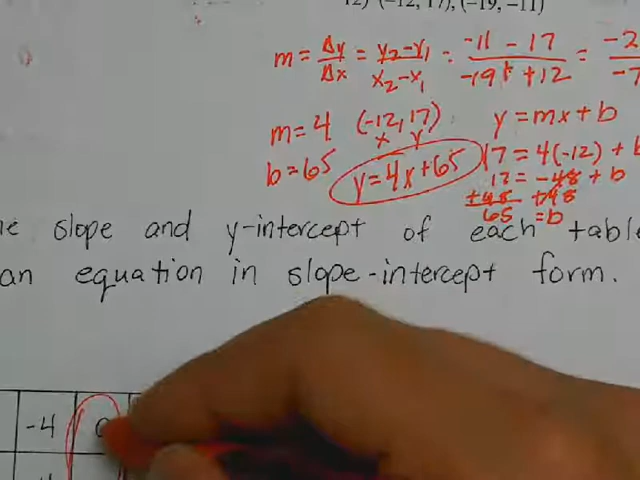 12) (-12, 17), (-19, -11)
m = Δy/Δx = y₂-y₁/x₂-x₁ = -11 - 17/-19 + 12 = -2/-7
m = 4 (-12, 17) y = mx + b
x y
b = 65 y = 4x + 65 17 = 4(-12) + b
17 = -48 + b
+48 +48
65 = b
slope and y-intercept of each table
an equation in slope-intercept form.
-4 0